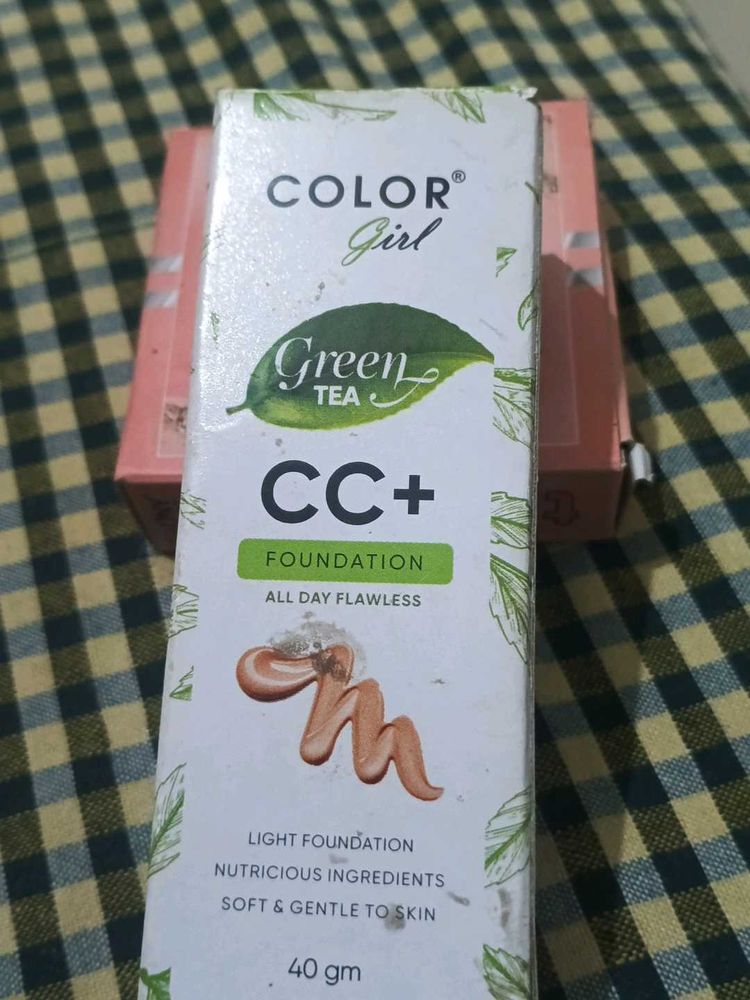 COLOR®
Girl
Green
TEA
CC+
FOUNDATION
ALL DAY FLAWLESS
LIGHT FOUNDATION
NUTRICIOUS INGREDIENTS
SOFT & GENTLE TO SKIN
40 gm